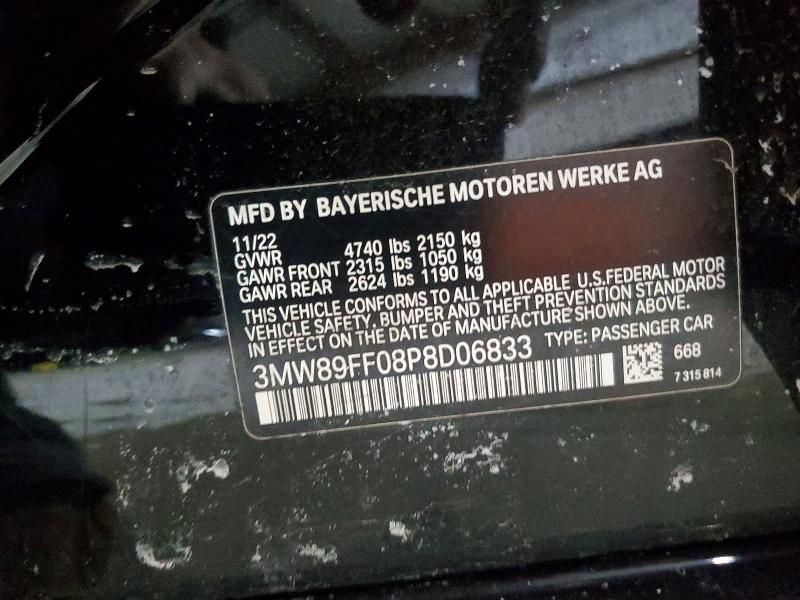 MFD BY BAYERISCHE MOTOREN WERKE AG
11/22
GVWR 4740 lbs 2150 kg
GAWR FRONT 2315 lbs 1050 kg
GAWR REAR 2624 lbs 1190 kg
THIS VEHICLE CONFORMS TO ALL APPLICABLE U.S.FEDERAL MOTOR
VEHICLE SAFETY, BUMPER AND THEFT PREVENTION STANDARDS
IN EFFECT ON THE DATE OF MANUFACTURE SHOWN ABOVE.
3MW89FF08P8D06833 TYPE: PASSENGER CAR
668
7 315 814